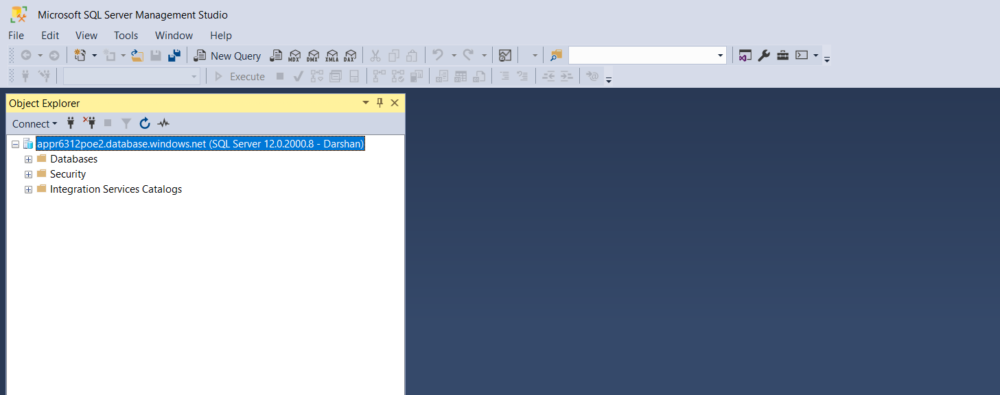 Microsoft SQL Server Management Studio
File Edit View Tools Window Help
New Query MDX DMX XMLA DAX
Execute
Object Explorer
Connect
appr6312poe2.database.windows.net (SQL Server 12.0.2000.8 - Darshan)
Databases
Security
Integration Services Catalogs